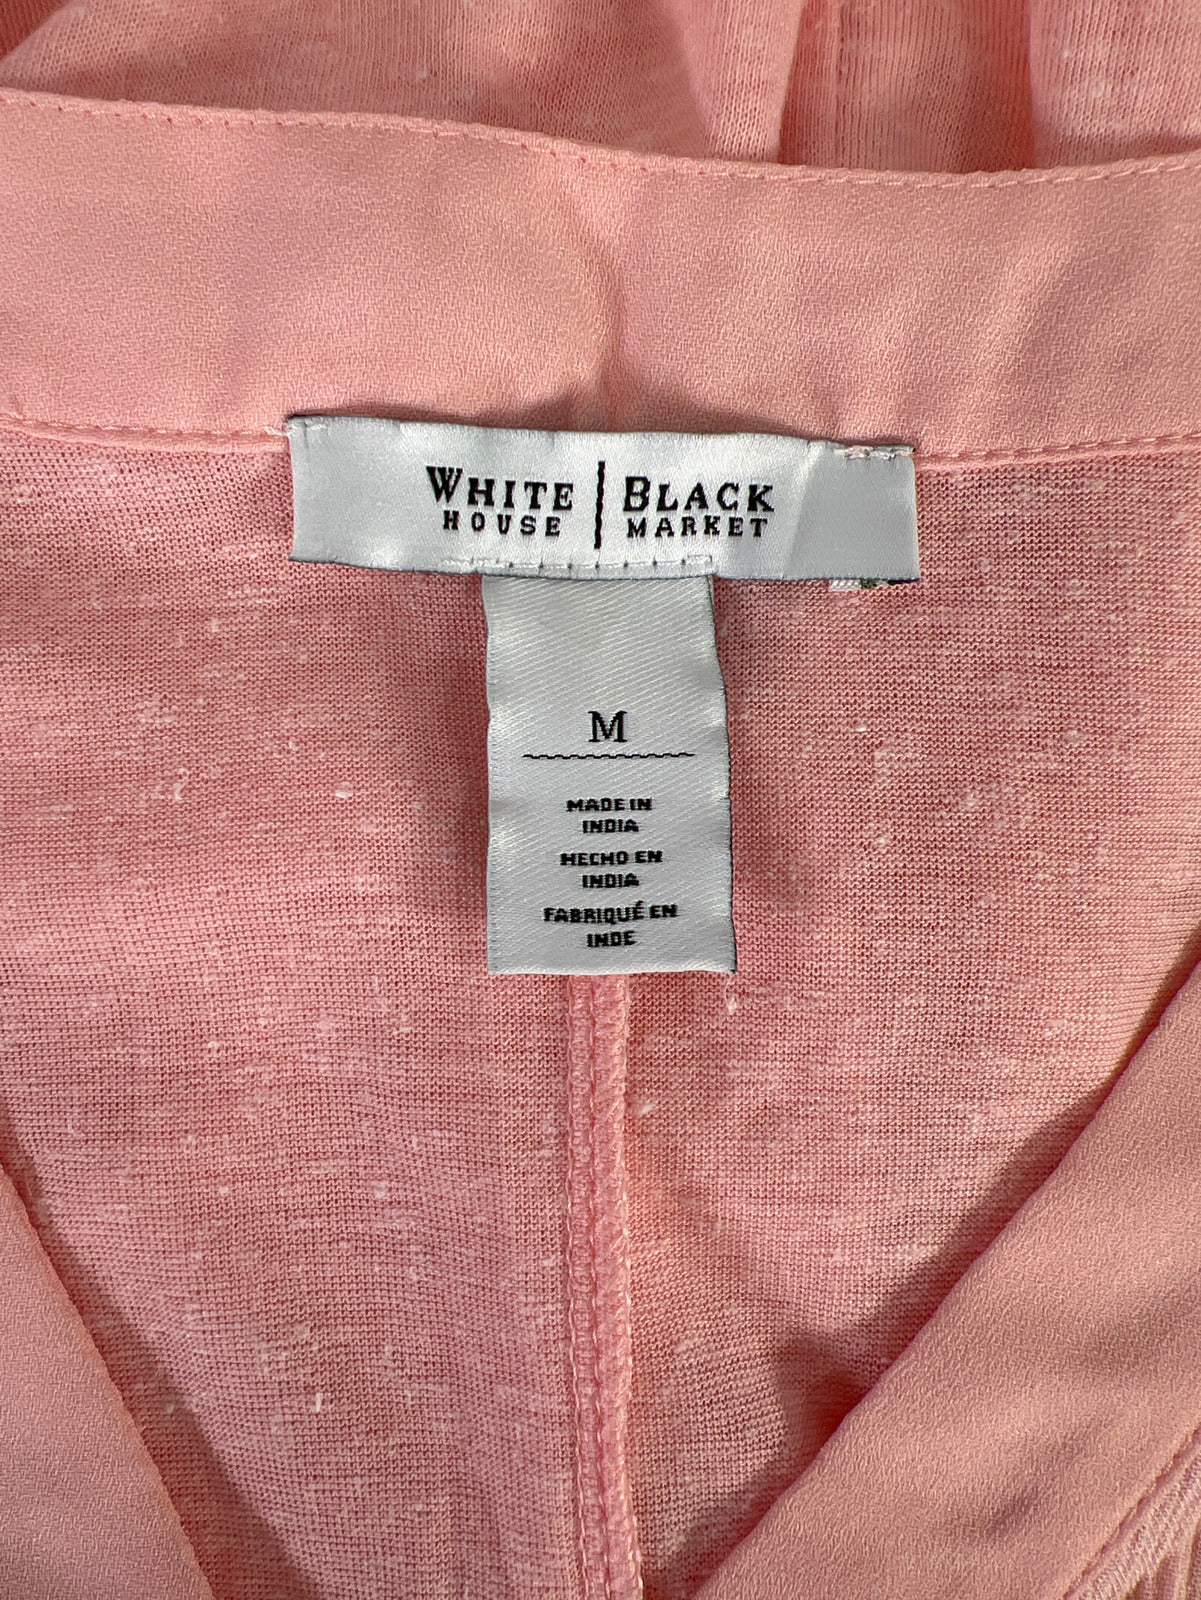 WHITE | BLACK
HOUSE | MARKET
M
MADE IN
INDIA
HECHO EN
INDIA
FABRIQUÉ EN
INDE